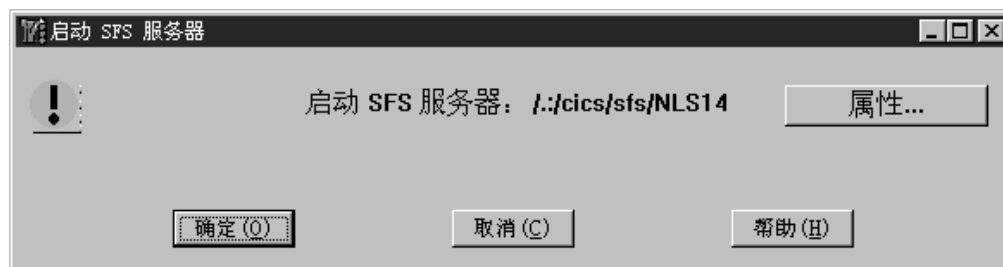 启动 SFS 服务器
启动 SFS 服务器：/.:/cics/sfs/NLS14
属性...
确定(O)
取消(C)
帮助(H)